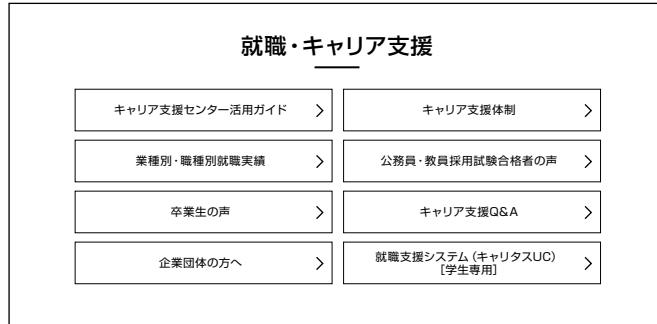 就職・キャリア支援
キャリア支援センター活用ガイド
キャリア支援体制
業種別・職種別就職実績
公務員・教員採用試験合格者の声
卒業生の声
キャリア支援Q&A
企業団体の方へ
就職支援システム（キャリタスUC）
[学生専用]